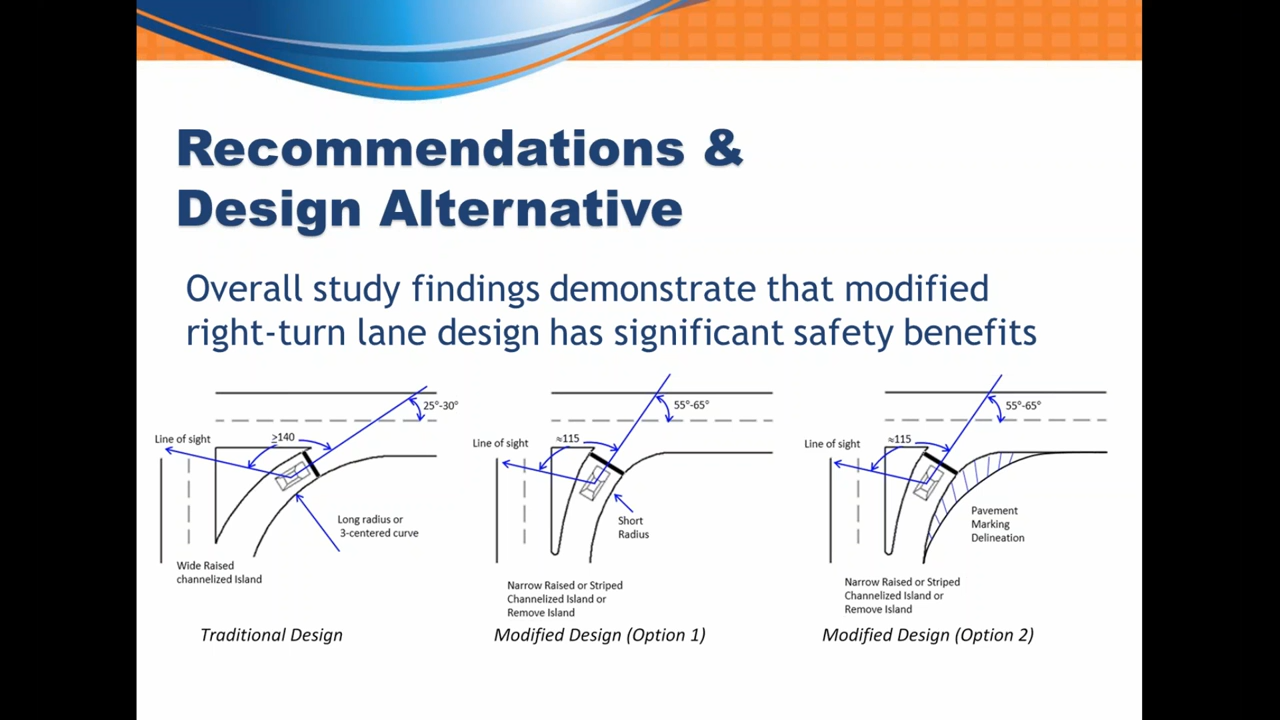 Recommendations &
Design Alternative
Overall study findings demonstrate that modified
right-turn lane design has significant safety benefits
25°-30°
≥140
Line of sight
Long radius or
3-centered curve
Wide Raised
channelized Island
Traditional Design
55°-65°
≈115
Line of sight
Short
Radius
Narrow Raised or Striped
Channelized Island or
Remove Island
Modified Design (Option 1)
55°-65°
≈115
Line of sight
Pavement
Marking
Delineation
Narrow Raised or Striped
Channelized Island or
Remove Island
Modified Design (Option 2)